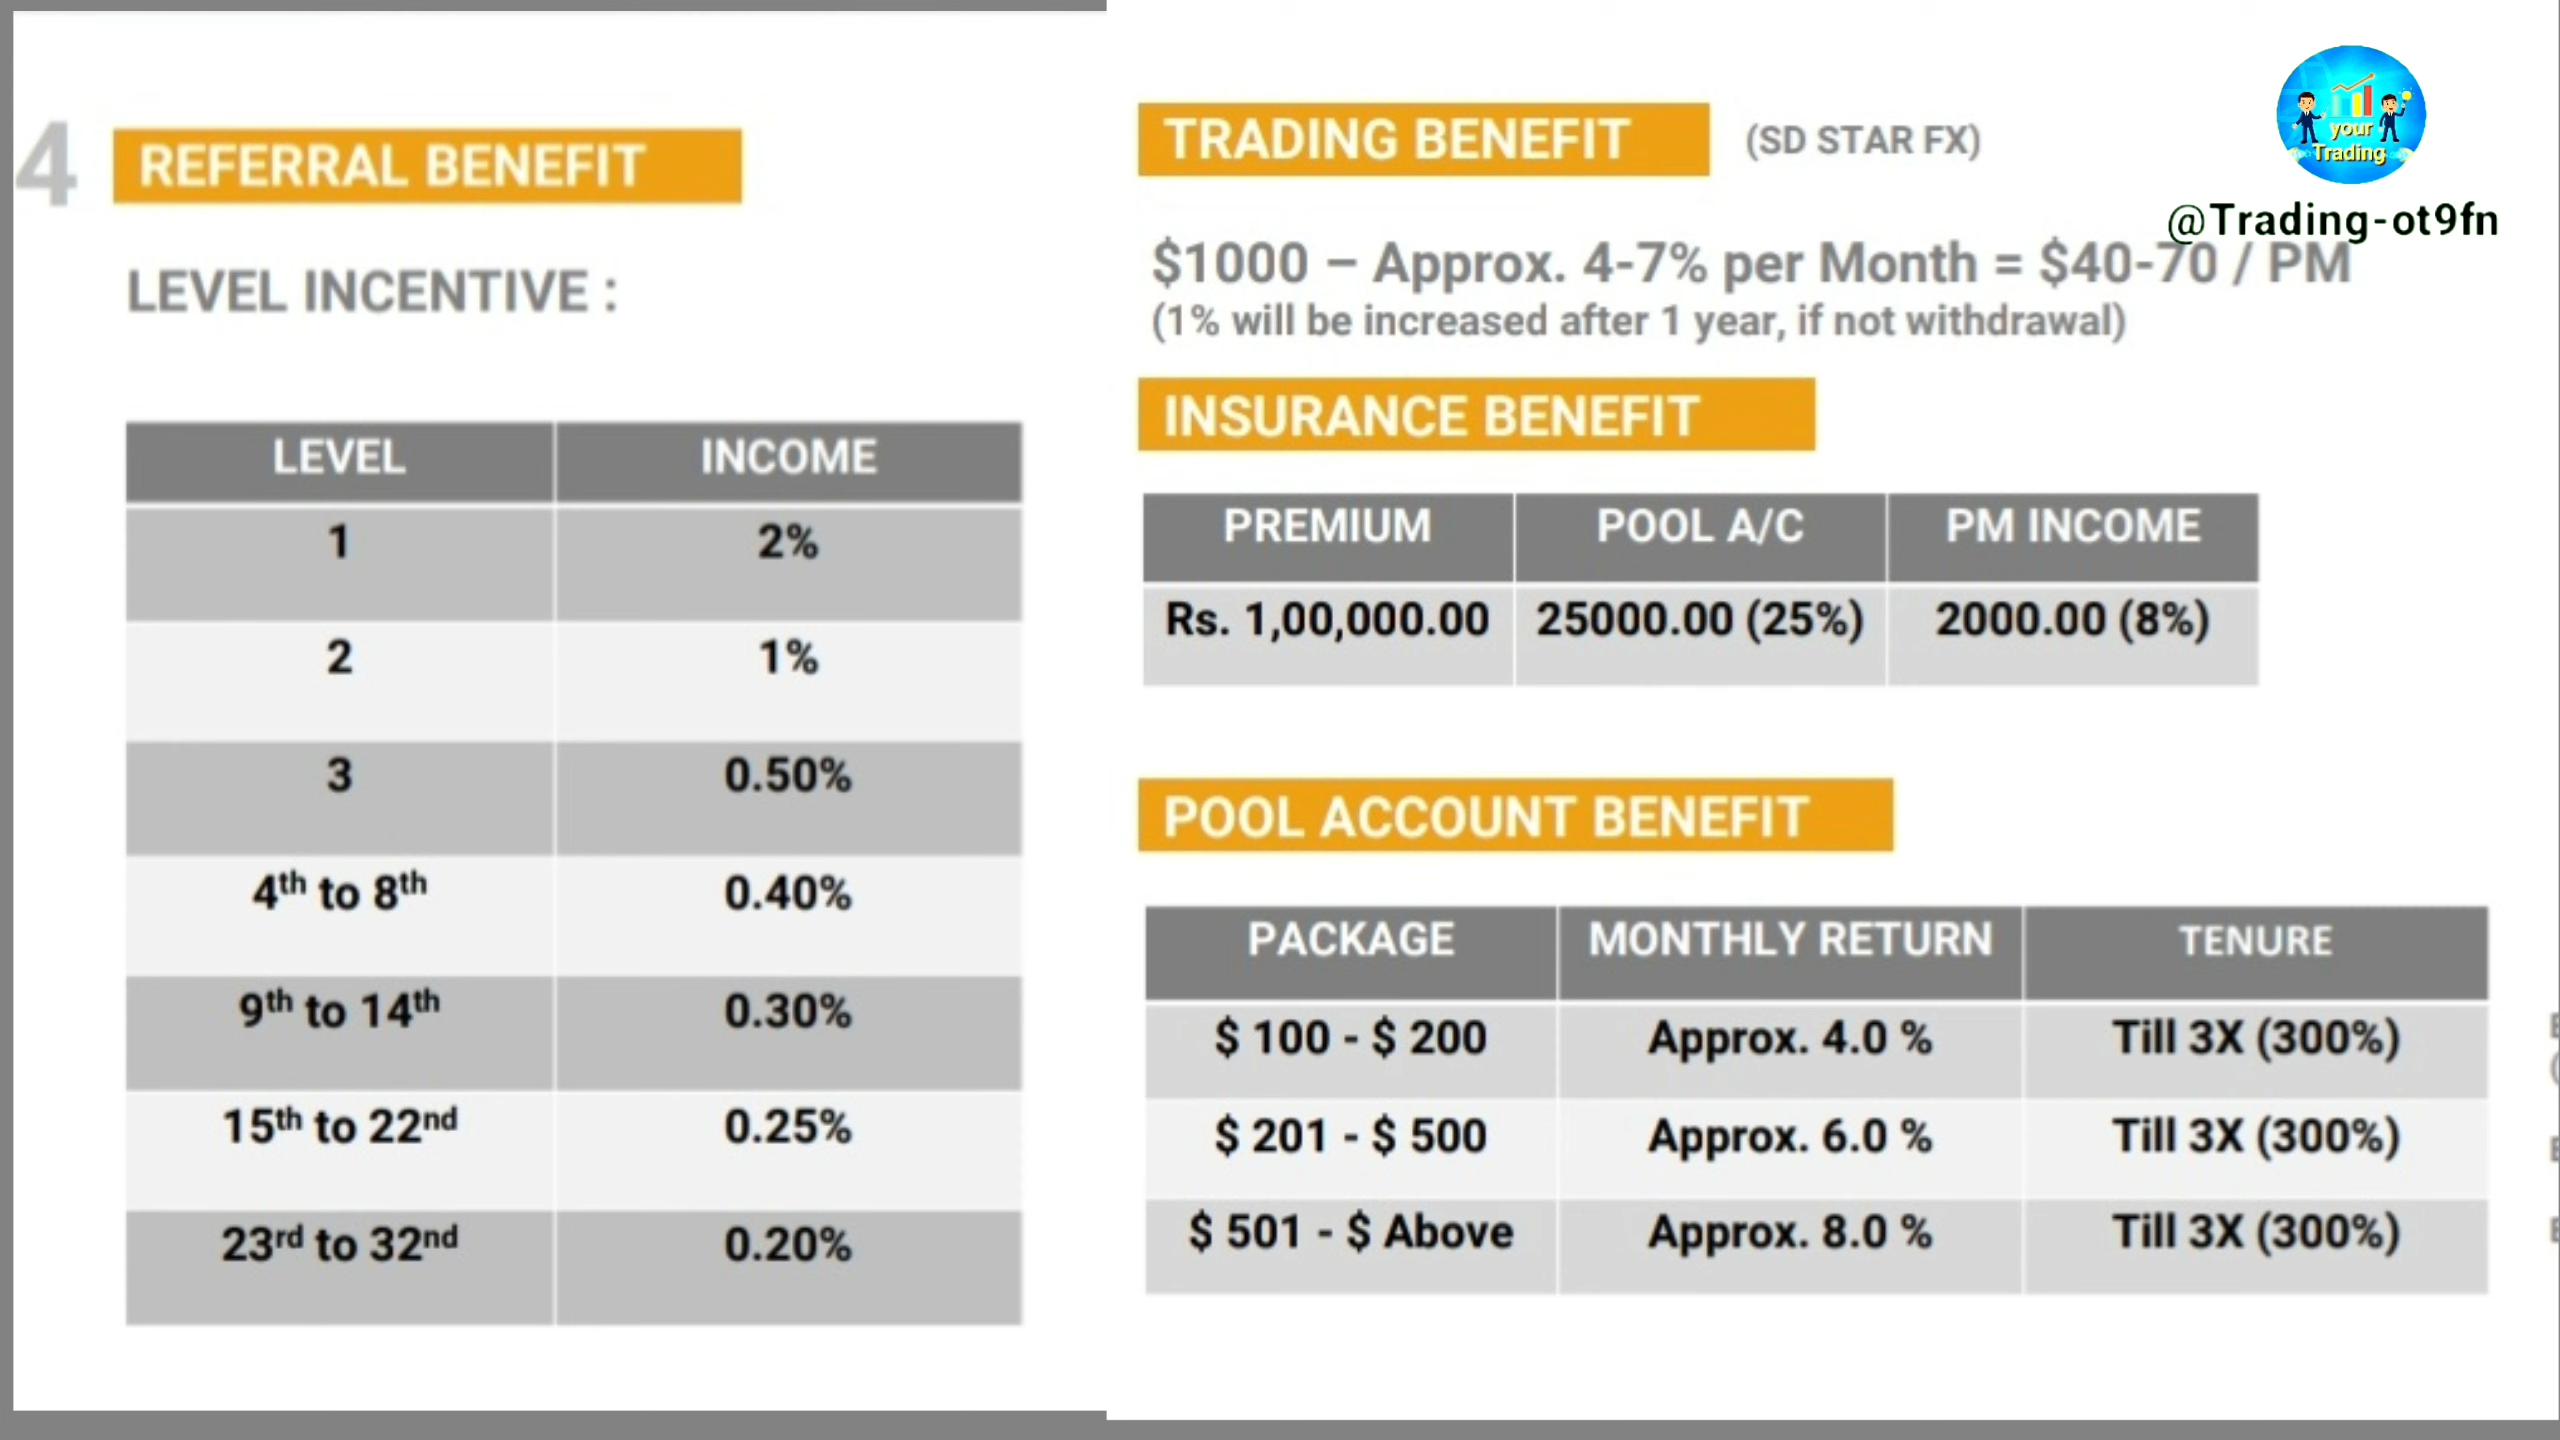 4 REFERRAL BENEFIT
LEVEL INCENTIVE :
LEVEL INCOME
1 2%
2 1%
3 0.50%
4th to 8th 0.40%
9th to 14th 0.30%
15th to 22nd 0.25%
23rd to 32nd 0.20%
TRADING BENEFIT (SD STAR FX)
your
Trading
@Trading-ot9fn
$1000 – Approx. 4-7% per Month = $40-70 / PM
(1% will be increased after 1 year, if not withdrawal)
INSURANCE BENEFIT
PREMIUM POOL A/C PM INCOME
Rs. 1,00,000.00 25000.00 (25%) 2000.00 (8%)
POOL ACCOUNT BENEFIT
PACKAGE MONTHLY RETURN TENURE
$ 100 - $ 200 Approx. 4.0 % Till 3X (300%)
$ 201 - $ 500 Approx. 6.0 % Till 3X (300%)
$ 501 - $ Above Approx. 8.0 % Till 3X (300%)